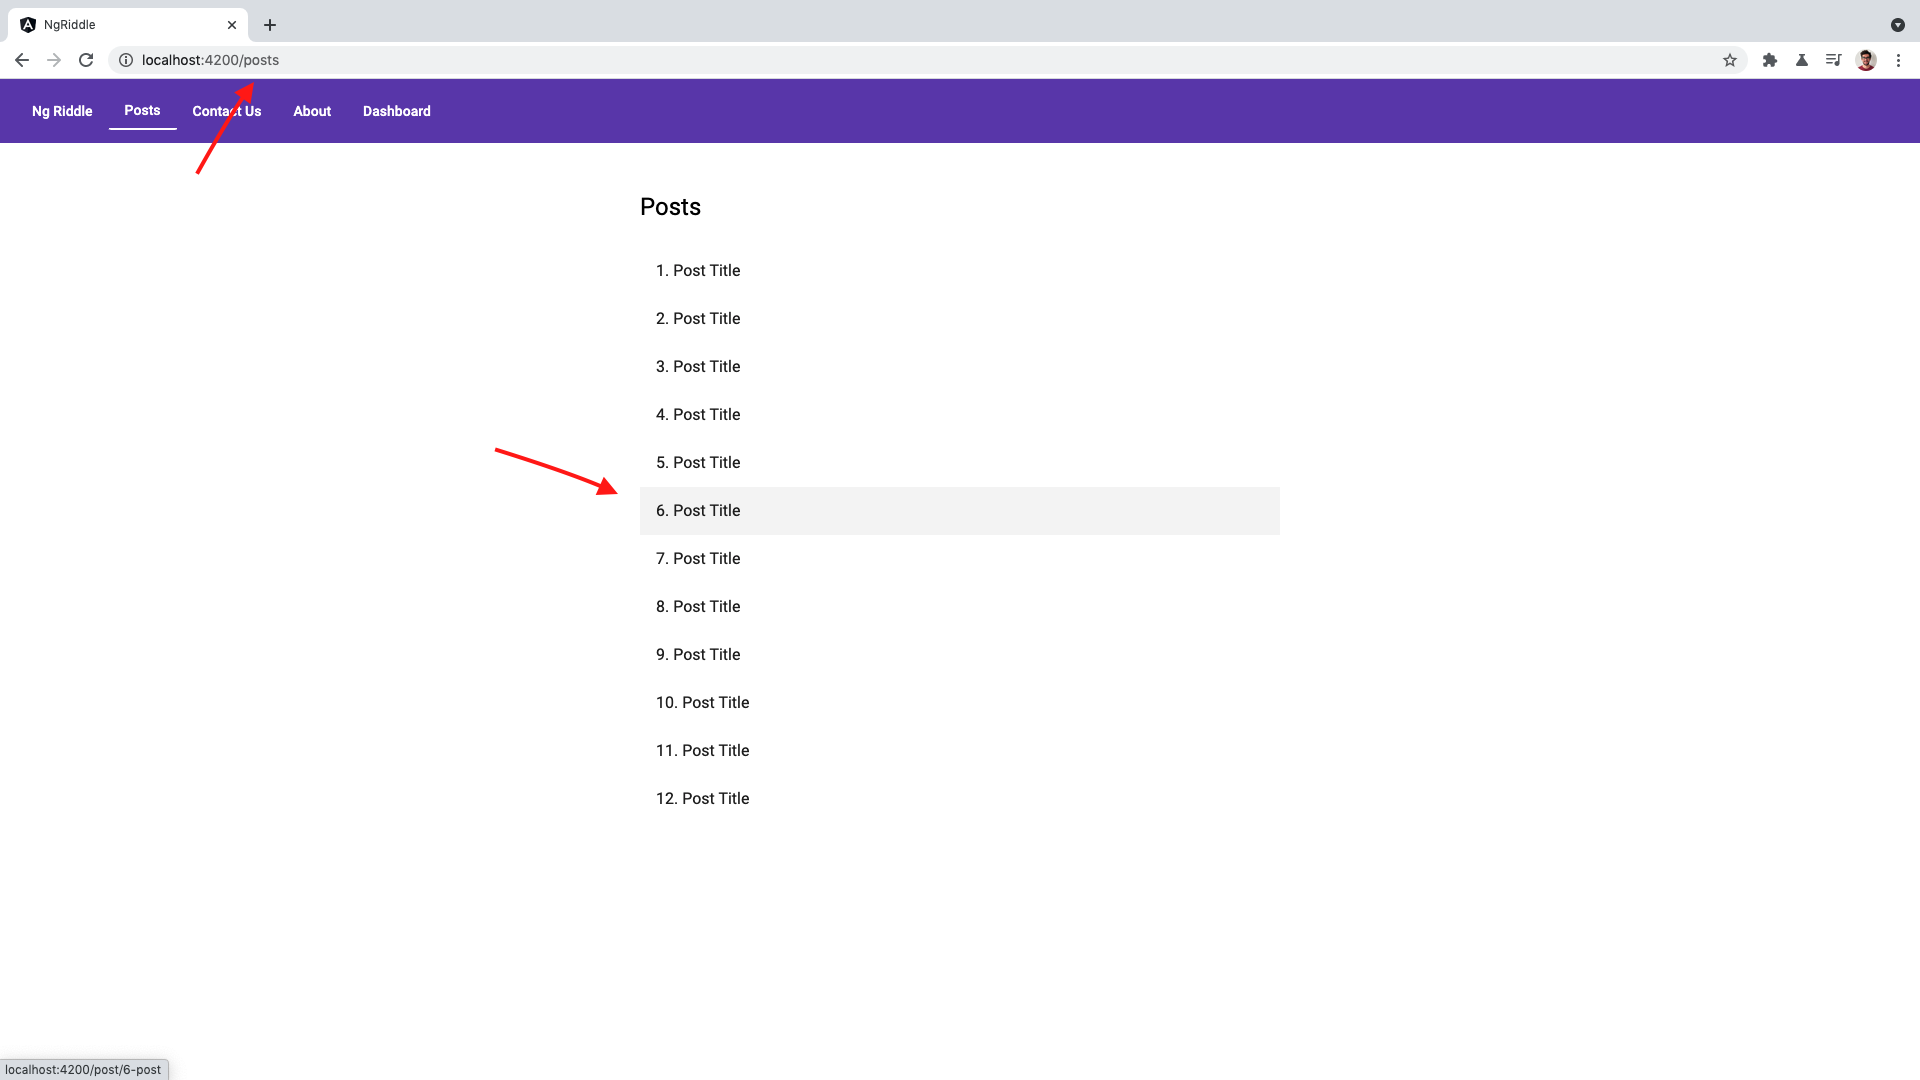 NgRiddle
localhost:4200/posts
Ng Riddle Posts Contact Us About Dashboard
Posts
1. Post Title
2. Post Title
3. Post Title
4. Post Title
5. Post Title
6. Post Title
7. Post Title
8. Post Title
9. Post Title
10. Post Title
11. Post Title
12. Post Title
localhost:4200/post/6-post